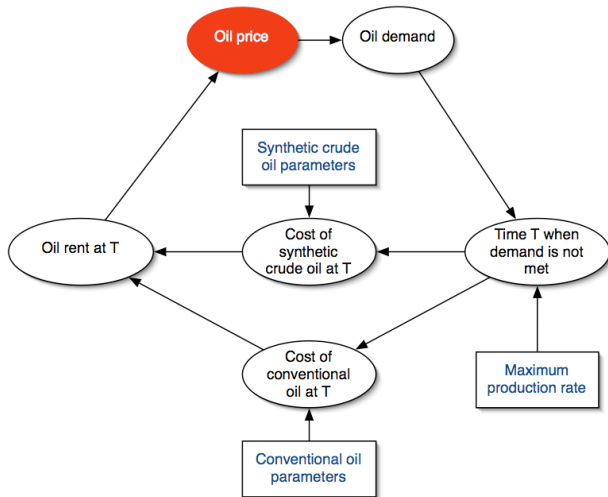 Oil price
Oil demand
Synthetic crude
oil parameters
Oil rent at T
Cost of
synthetic
crude oil at T
Time T when
demand is not
met
Cost of
conventional
oil at T
Maximum
production rate
Conventional oil
parameters